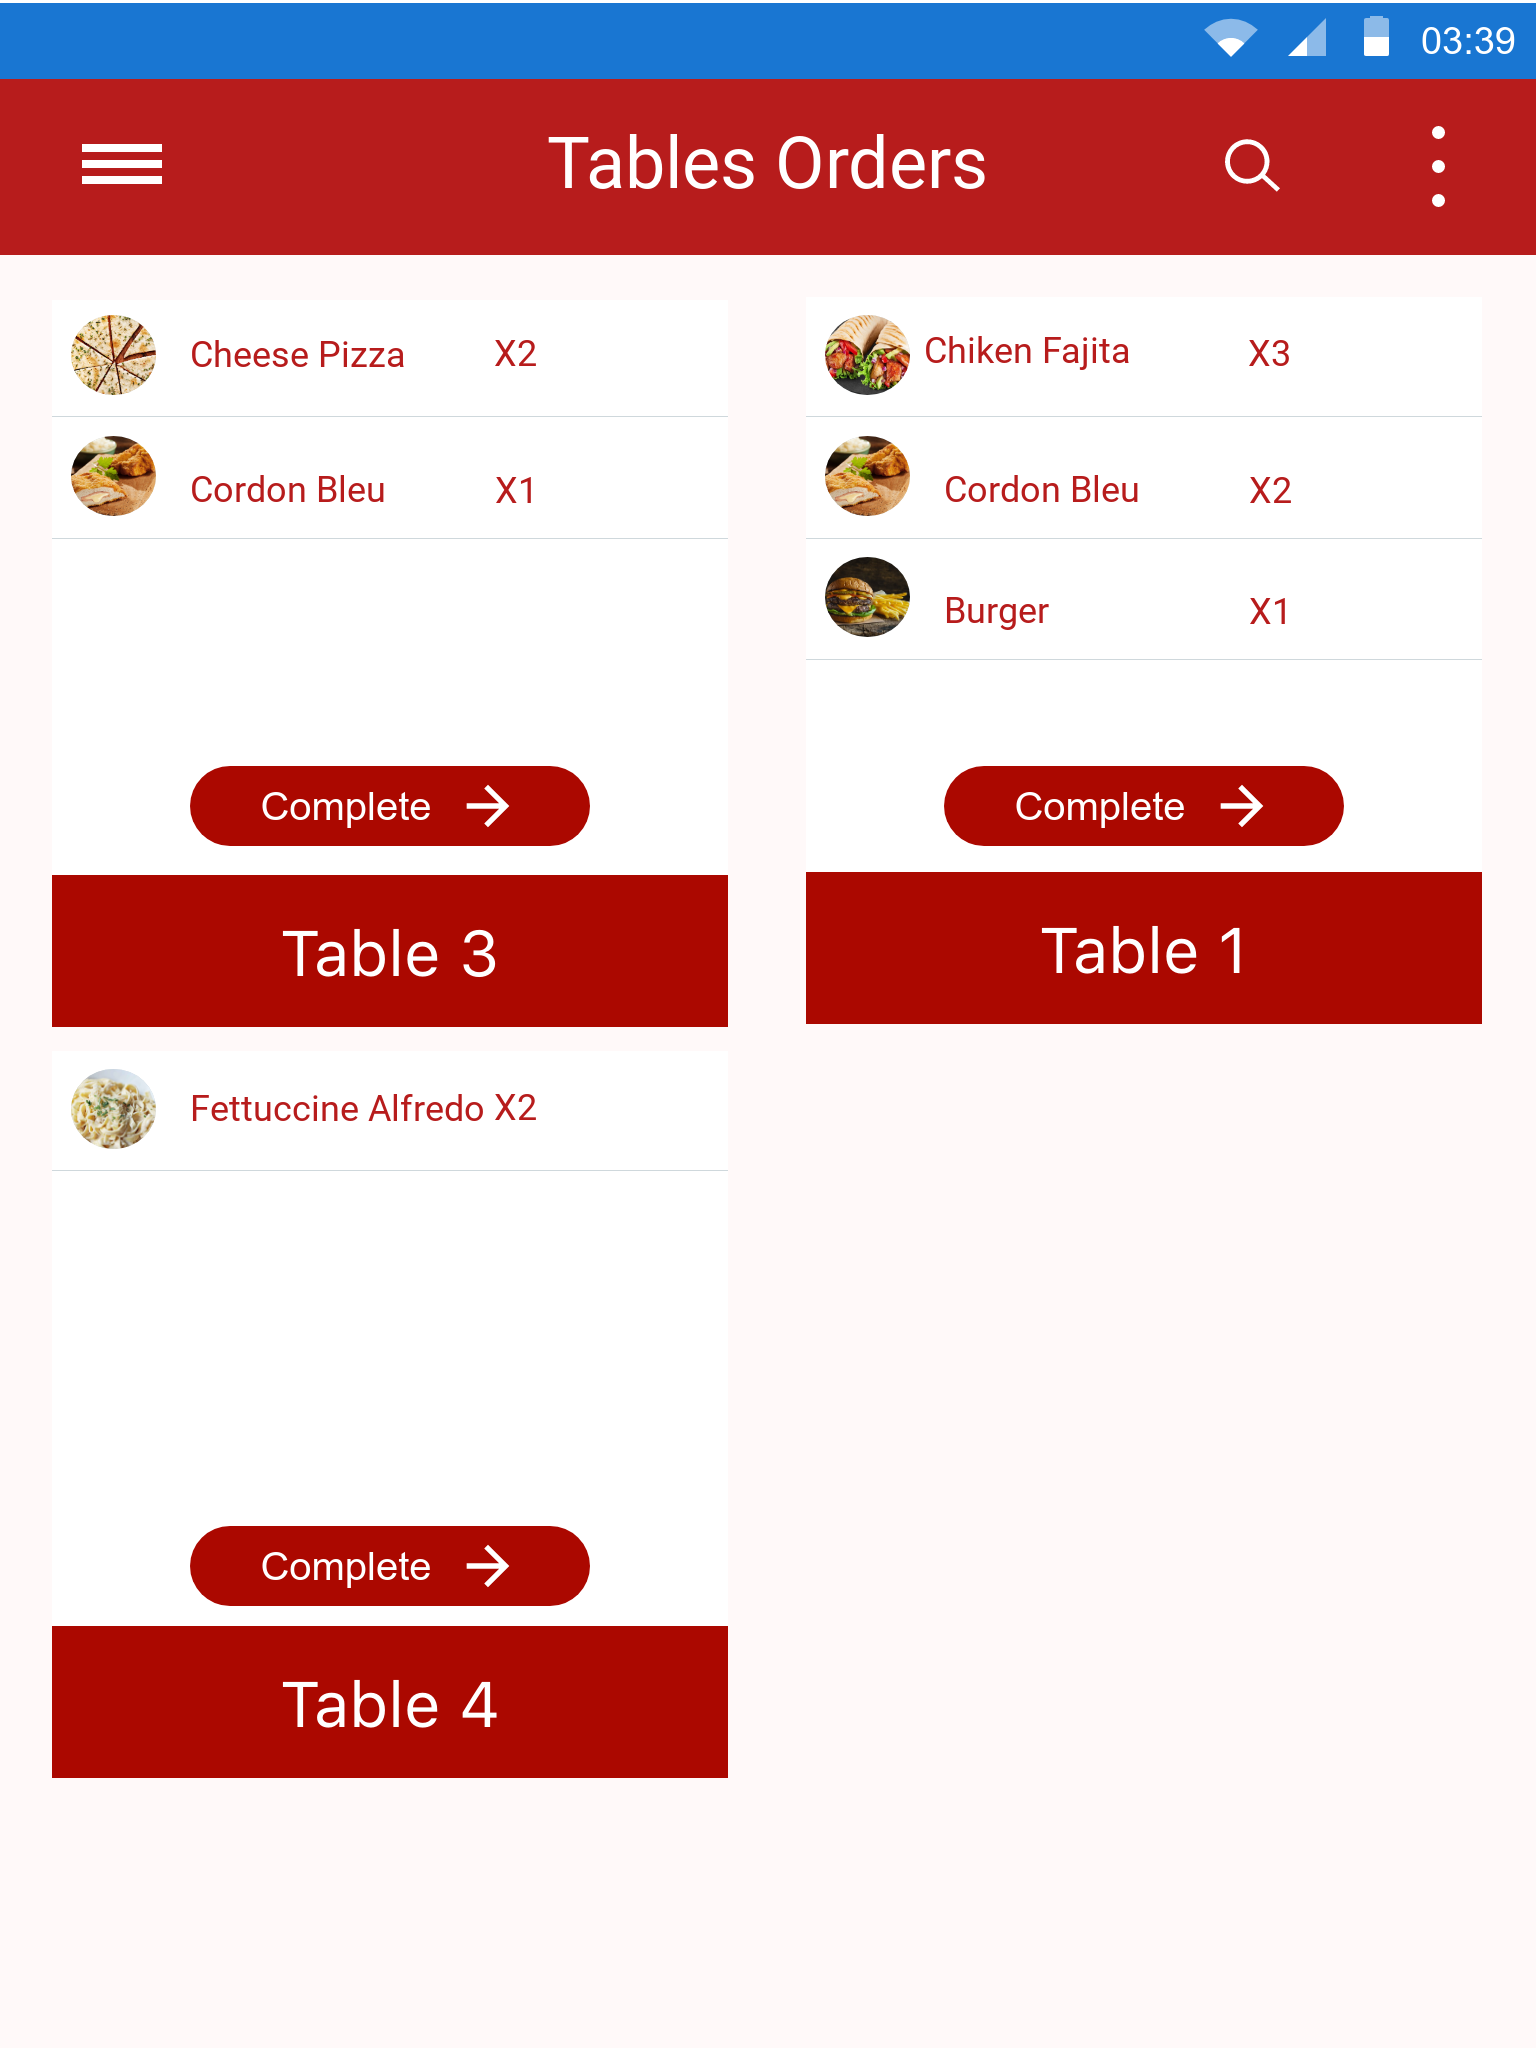 03:39
Tables Orders
Cheese Pizza X2
Cordon Bleu X1
Complete
Table 3
Chiken Fajita X3
Cordon Bleu X2
Burger X1
Complete
Table 1
Fettuccine Alfredo X2
Complete
Table 4